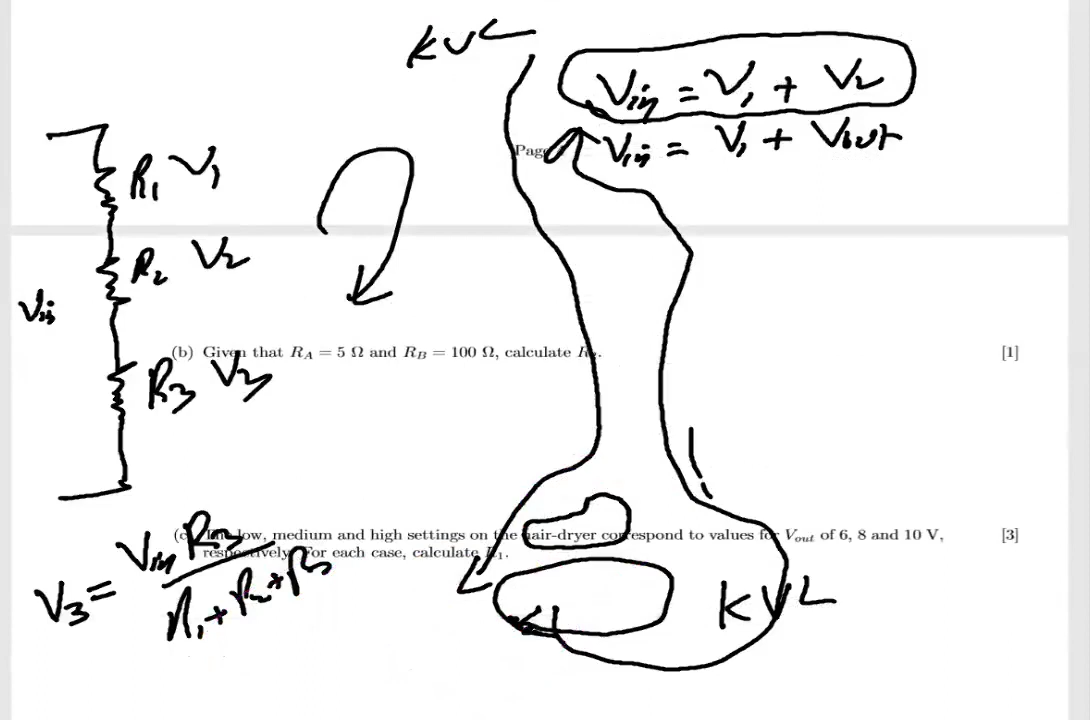 KVL
Vin = V1 + V2
Page
Vin = V1 + Vout
R1 V1
R2 V2
Vin
(b) Given that RA = 5 Ω and RB = 100 Ω, calculate [1]
R3 V3
(c) low, medium and high settings on the hair-dryer correspond to values for Vout of 6, 8 and 10 V, [3]
respectively. For each case, calculate R1.
V3 = Vin R3 / R1 + R2 + R3
KVL